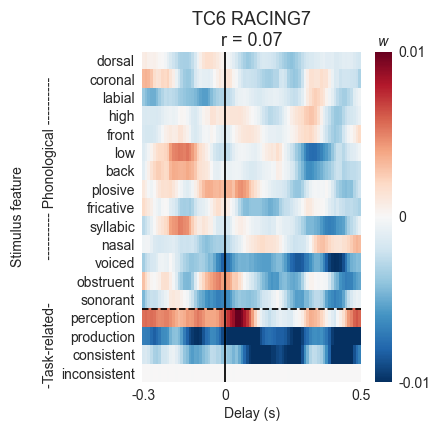 TC6 RACING7
r = 0.07
w
dorsal
coronal
labial
high
front
low
back
plosive
fricative
syllabic
nasal
voiced
obstruent
sonorant
perception
production
consistent
inconsistent
Stimulus feature
-Task-related- ---------- Phonological ----------
0.01
0
-0.01
-0.3 0 0.5
Delay (s)